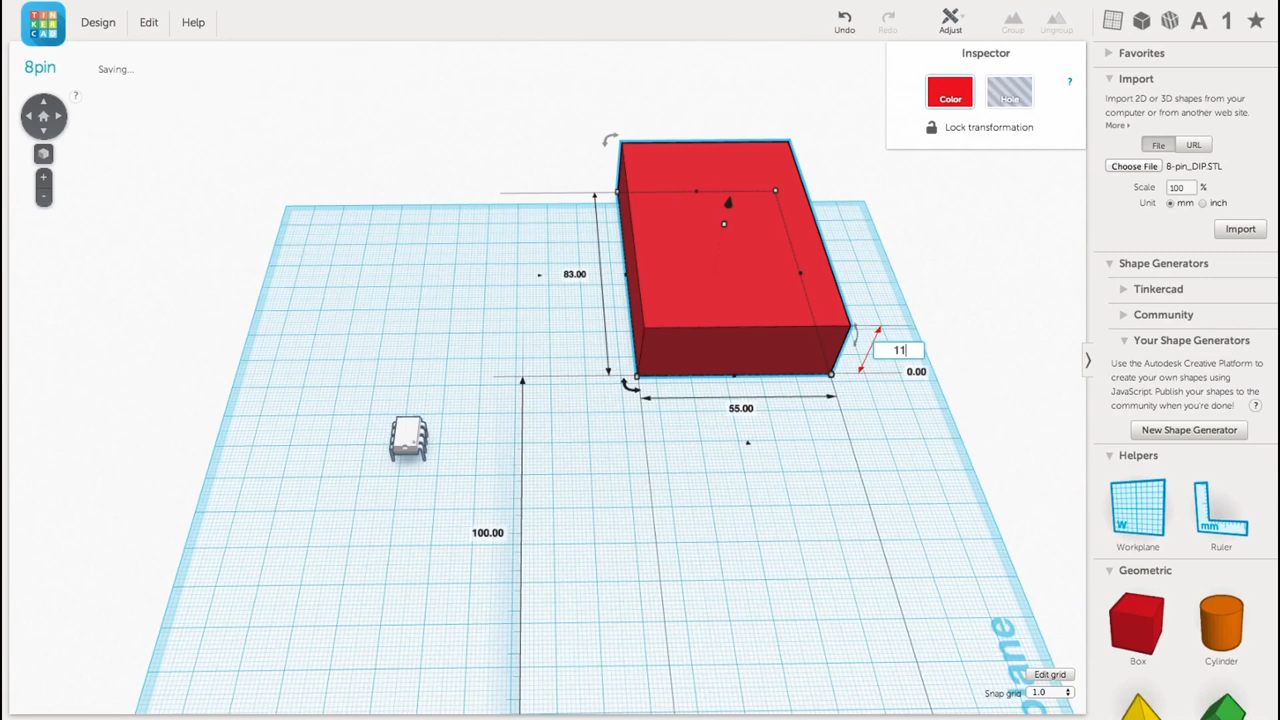 TIN
KER
CAD
Design
Edit
Help
Undo
Redo
Adjust
Group
Ungroup
8pin
Saving...
?
Inspector
Color
Hole
?
Lock transformation
83.00
11
0.00
55.00
100.00
Edit grid
Snap grid 1.0
Favorites
Import
Import 2D or 3D shapes from your
computer or from another web site.
More
File
URL
Choose File 8-pin_DIP.STL
Scale 100 %
Unit mm inch
Import
Shape Generators
Tinkercad
Community
Your Shape Generators
Use the Autodesk Creative Platform to
create your own shapes using
JavaScript. Publish your shapes to the
community when you're done! ?
New Shape Generator
Helpers
W
mm
Workplane
Ruler
Geometric
Box
Cylinder